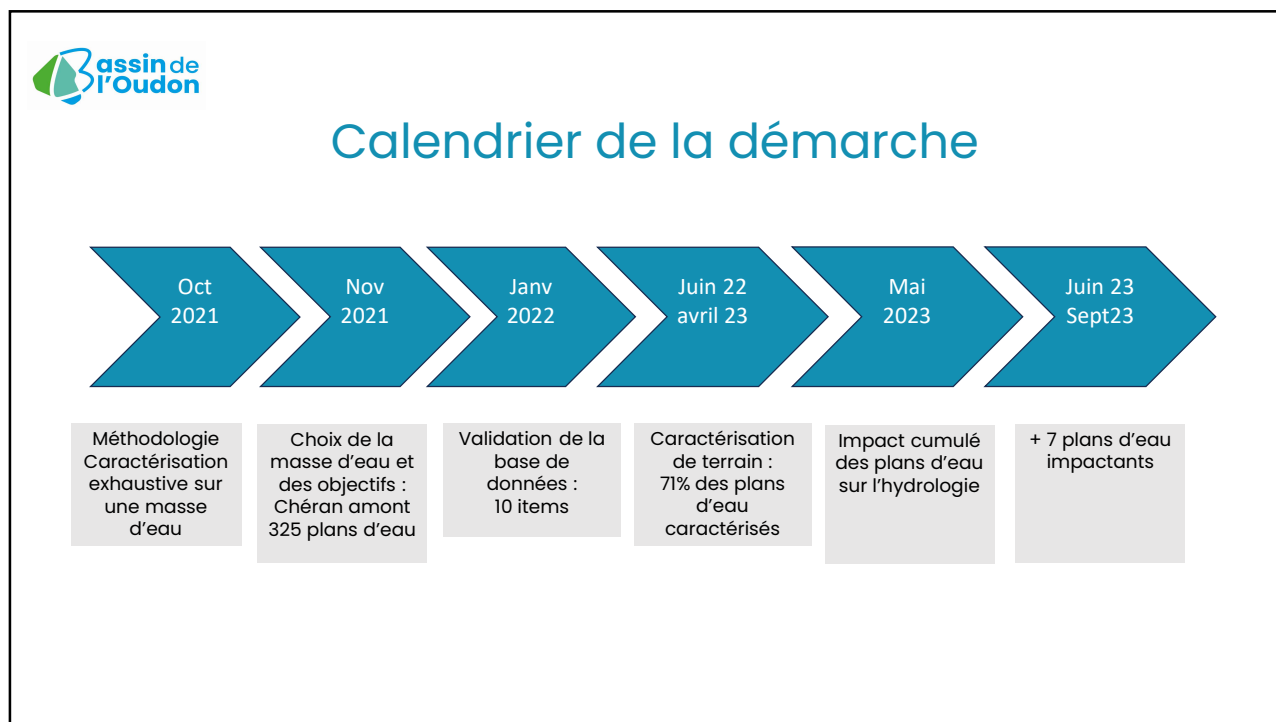 Bassin de
l'Oudon
Calendrier de la démarche
Oct
2021
Nov
2021
Janv
2022
Juin 22
avril 23
Mai
2023
Juin 23
Sept23
Méthodologie
Caractérisation
exhaustive sur
une masse
d'eau
Choix de la
masse d'eau et
des objectifs :
Chéran amont
325 plans d'eau
Validation de la
base de
données :
10 items
Caractérisation
de terrain :
71% des plans
d'eau
caractérisés
Impact cumulé
des plans d'eau
sur l'hydrologie
+ 7 plans d'eau
impactants